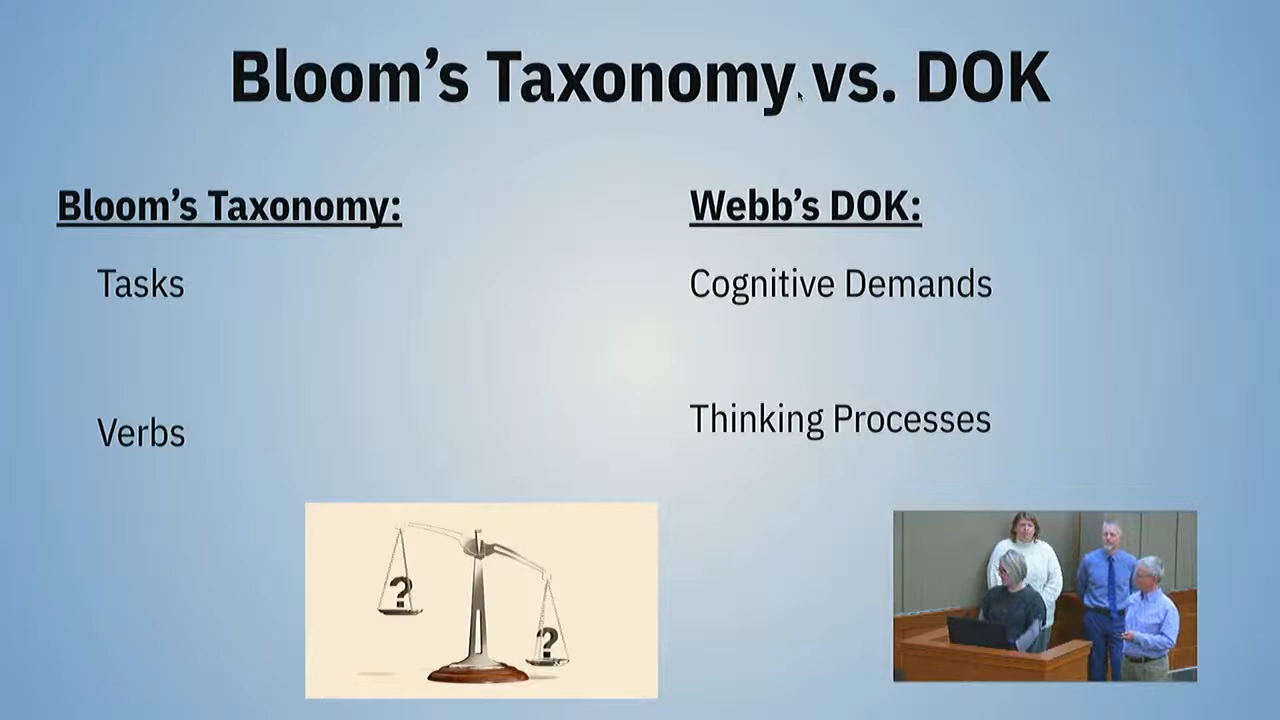 Bloom’s Taxonomy vs. DOK
Bloom’s Taxonomy:
Tasks
Verbs
Webb’s DOK:
Cognitive Demands
Thinking Processes
?
?